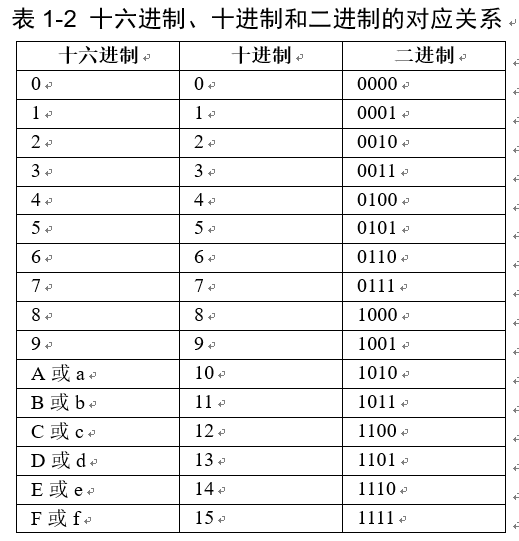 表 1-2 十六进制、十进制和二进制的对应关系
十六进制 十进制 二进制
0 0 0000
1 1 0001
2 2 0010
3 3 0011
4 4 0100
5 5 0101
6 6 0110
7 7 0111
8 8 1000
9 9 1001
A 或 a 10 1010
B 或 b 11 1011
C 或 c 12 1100
D 或 d 13 1101
E 或 e 14 1110
F 或 f 15 1111